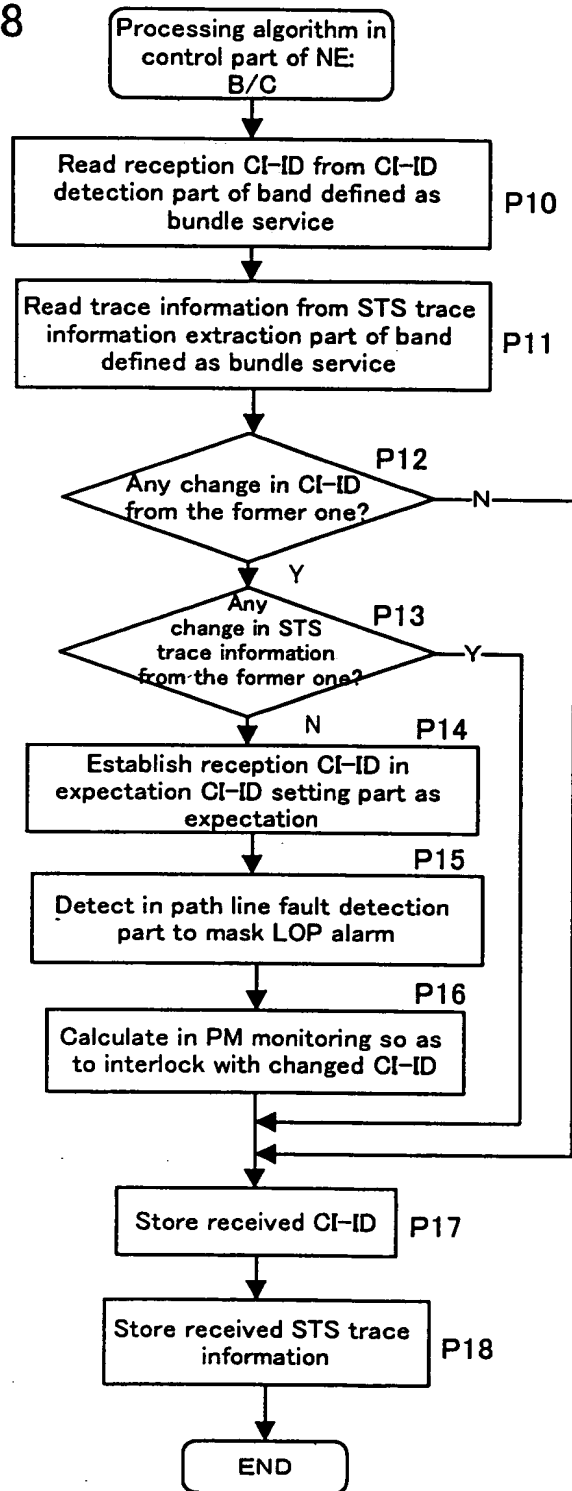 8
Processing algorithm in
control part of NE:
B/C
Read reception CI-ID from CI-ID
detection part of band defined as
bundle service
P10
Read trace information from STS trace
information extraction part of band
defined as bundle service
P11
P12
Any change in CI-ID
from the former one?
N
Y
P13
Any
change in STS
trace information
from the former one?
Y
N
P14
Establish reception CI-ID in
expectation CI-ID setting part as
expectation
P15
Detect in path line fault detection
part to mask LOP alarm
P16
Calculate in PM monitoring so as
to interlock with changed CI-ID
Store received CI-ID
P17
Store received STS trace
information
P18
END